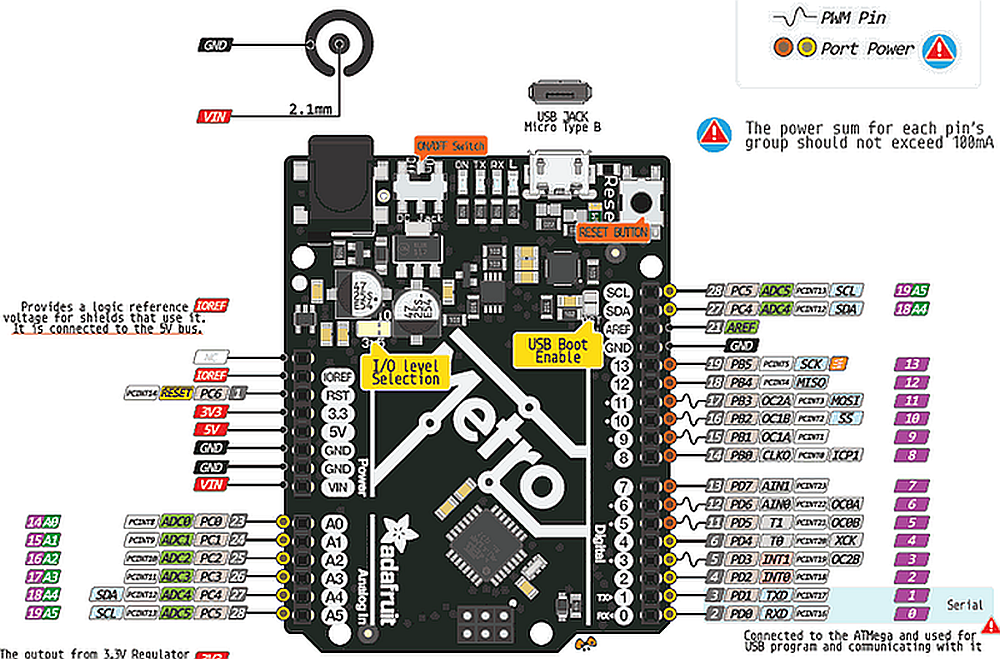 PWM Pin
Port Power
GND
VIN
2.1mm
USB JACK
Micro Type B
The power sum for each pin's
group should not exceed 100mA
ON/OFF Switch
ON TX RX L
DC Jack
Rese
RESET BUTTON
Provides a logic reference
voltage for shields that use it.
It is connected to the 5V bus.
IOREF
I/O level
Selection
USB Boot
Enable
NC
IOREF
PCINT14 RESET PC6 1
3V3
5V
GND
GND
VIN
IOREF
RST
3.3
5V
GND
GND
VIN
Power
Metro
SCL 28 PC5 ADC5 PCINT13 SCL 19 A5
SDA 27 PC4 ADC4 PCINT12 SDA 18 A4
AREF 21 AREF
GND GND
13 19 PB5 PCINT5 SCK 13
12 18 PB4 PCINT4 MISO 12
11 17 PB3 OC2A PCINT3 MOSI 11
10 16 PB2 OC1B PCINT2 SS 10
9 15 PB1 OC1A PCINT1 9
8 14 PB0 CLKO PCINT0 ICP1 8
7 13 PD7 AIN1 PCINT23 7
6 12 PD6 AIN0 PCINT22 OC0A 6
5 11 PD5 T1 PCINT21 OC0B 5
4 6 PD4 T0 PCINT20 XCK 4
3 5 PD3 INT1 PCINT19 OC2B 3
2 4 PD2 INT0 PCINT18 2
TX 1 3 PD1 TXD PCINT17 1
RX 0 2 PD0 RXD PCINT16 0
Serial
Digital
14 A0 PCINT8 ADC0 PC0 23 A0
15 A1 PCINT9 ADC1 PC1 24 A1
16 A2 PCINT10 ADC2 PC2 25 A2
17 A3 PCINT11 ADC3 PC3 26 A3
18 A4 SDA PCINT12 ADC4 PC4 27 A4
19 A5 SCL PCINT13 ADC5 PC5 28 A5
Analog In
adafruit
Connected to the ATMega and used for
USB program and communicating with it
The output from 3.3V Regulator